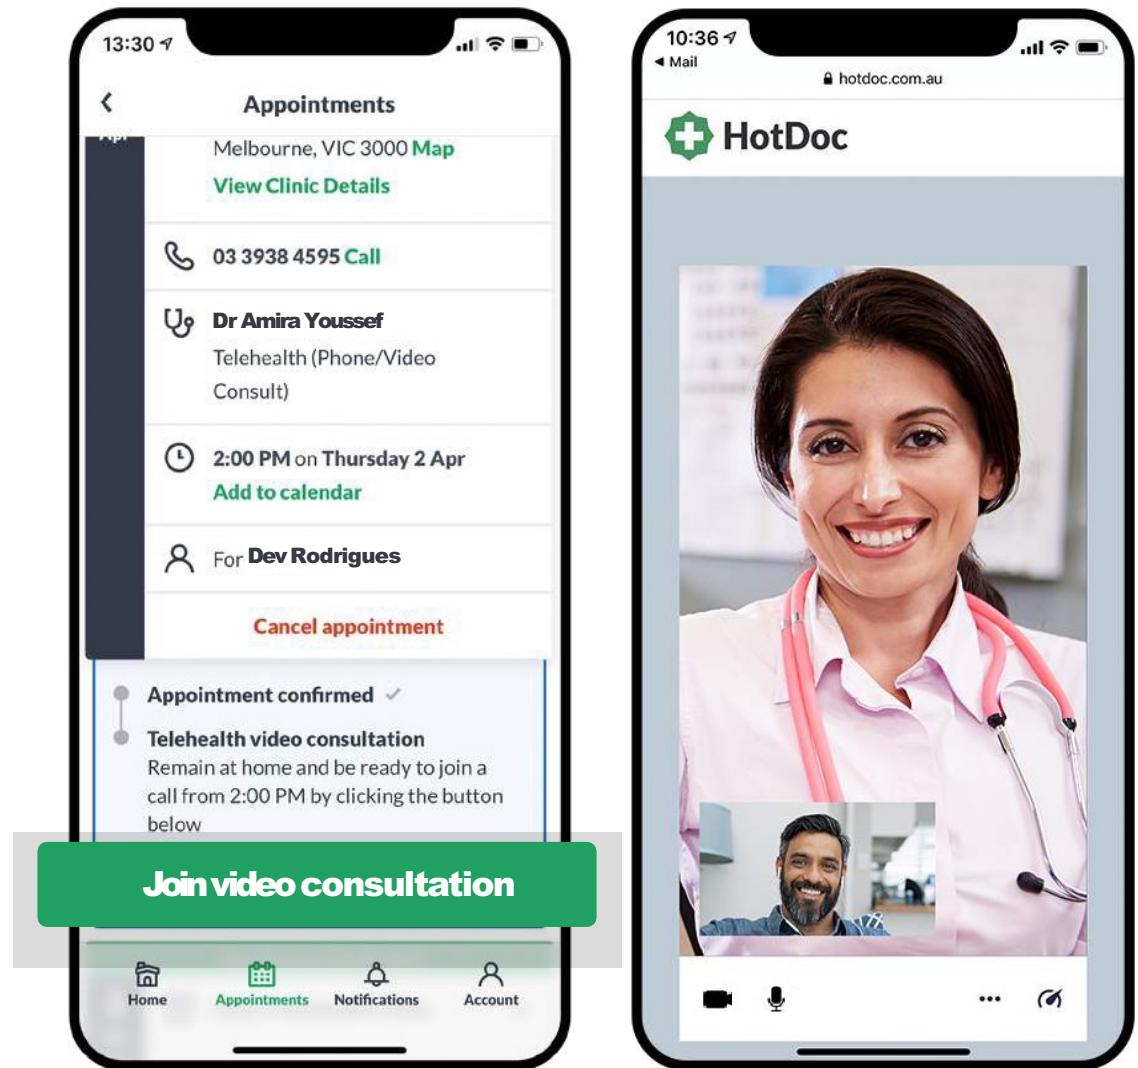 13:30
Appointments
Apr
Melbourne, VIC 3000 Map
View Clinic Details
03 3938 4595 Call
Dr Amira Youssef
Telehealth (Phone/Video
Consult)
2:00 PM on Thursday 2 Apr
Add to calendar
For Dev Rodrigues
Cancel appointment
Appointment confirmed
Telehealth video consultation
Remain at home and be ready to join a
call from 2:00 PM by clicking the button
below
Join video consultation
Home Appointments Notifications Account
10:36
Mail
hotdoc.com.au
HotDoc